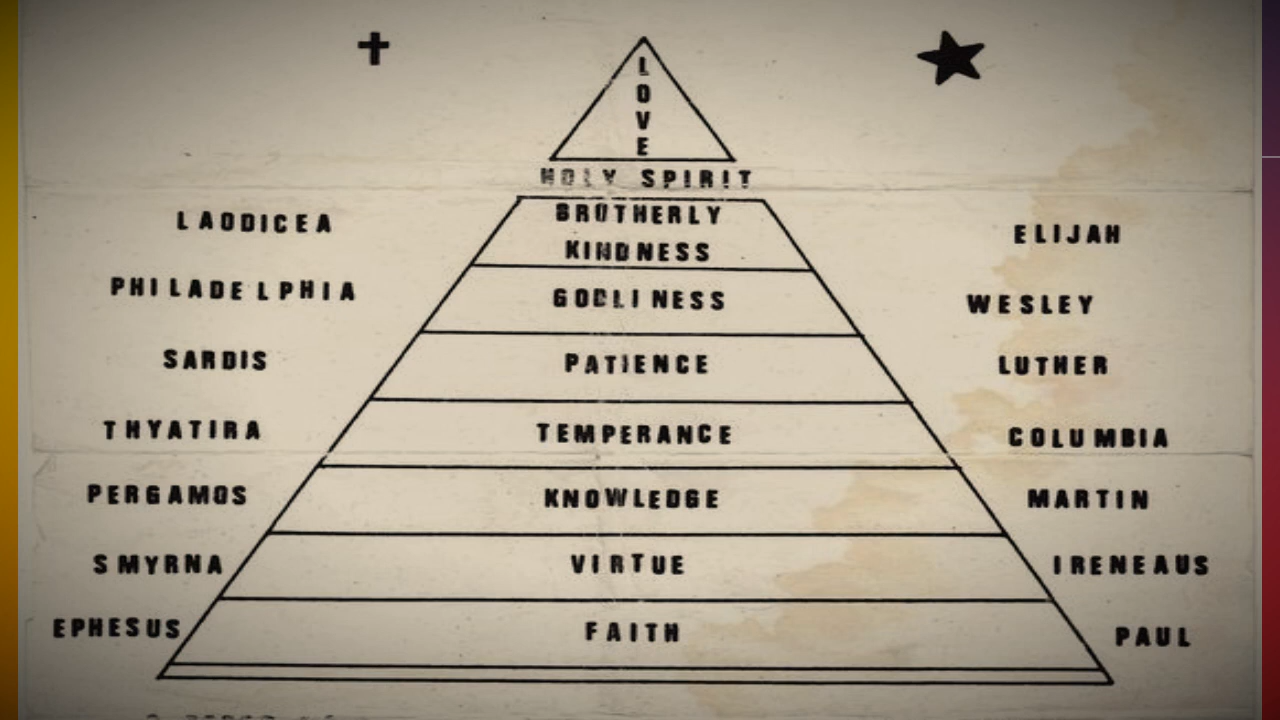 LOVE
HOLY SPIRIT
BROTHERLY
LAODICEA
ELIJAH
KINDNESS
PHILADELPHIA
GODLINESS
WESLEY
SARDIS
PATIENCE
LUTHER
THYATIRA
TEMPERANCE
COLUMBIA
PERGAMOS
KNOWLEDGE
MARTIN
SMYRNA
VIRTUE
IRENEAUS
EPHESUS
FAITH
PAUL